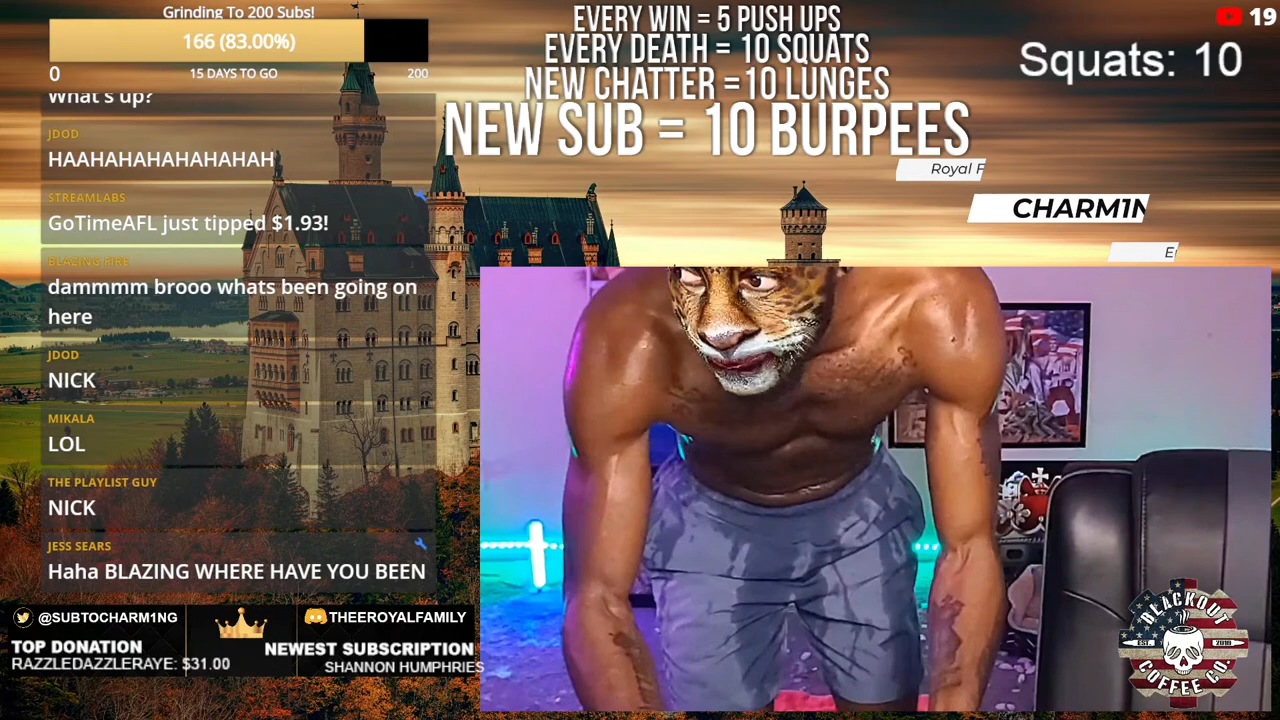 Grinding To 200 Subs!
166 (83.00%)
0
15 DAYS TO GO
200
EVERY WIN = 5 PUSH UPS
EVERY DEATH = 10 SQUATS
NEW CHATTER =10 LUNGES
NEW SUB = 10 BURPEES
19
Squats: 10
Royal F
CHARM1N
E
What's up?
JDOD
HAAHAHAHAHAHAHAH
STREAMLABS
GoTimeAFL just tipped $1.93!
BLAZING FIRE
dammmm brooo whats been going on
here
JDOD
NICK
MIKALA
LOL
THE PLAYLIST GUY
NICK
JESS SEARS
Haha BLAZING WHERE HAVE YOU BEEN
@SUBTOCHARM1NG
THEEROYALFAMILY
TOP DONATION
RAZZLEDAZZLERAYE: $31.00
NEWEST SUBSCRIPTION
SHANNON HUMPHRIES
BLACKOUT
EST. 2018
COFFEE CO.